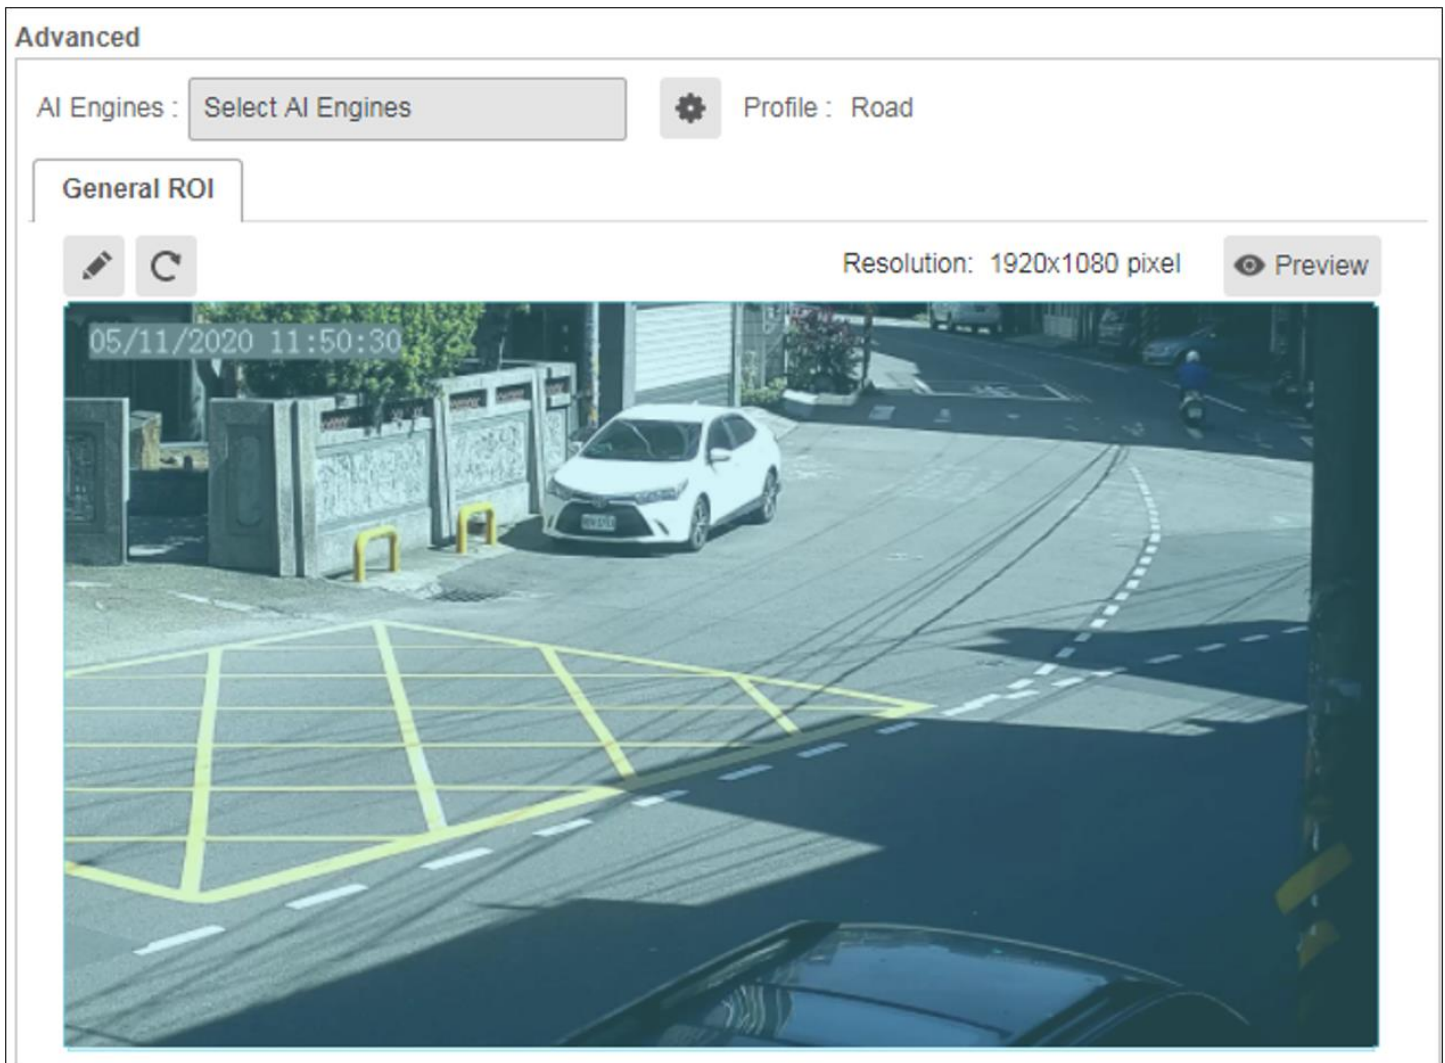 Advanced
AI Engines : Select AI Engines Profile : Road
General ROI
Resolution: 1920x1080 pixel Preview
05/11/2020 11:50:30